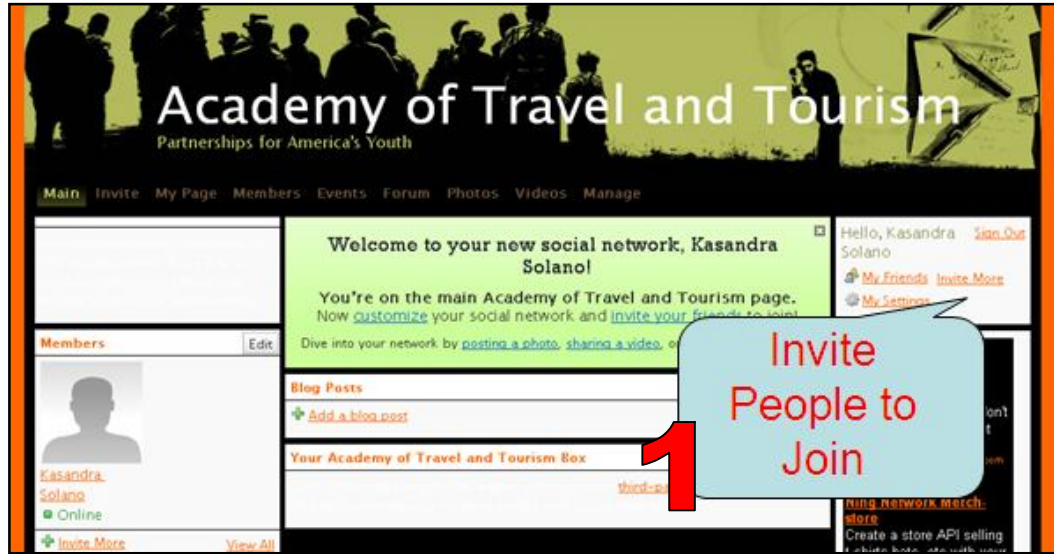 Academy of Travel and Tourism
Partnerships for America's Youth
Main Invite My Page Members Events Forum Photos Videos Manage
Members Edit
Kasandra
Solano
Online
Invite More View All
Welcome to your new social network, Kasandra
Solano!
You're on the main Academy of Travel and Tourism page.
Now customize your social network and invite your friends to join!
Dive into your network by posting a photo, sharing a video,
Blog Posts
Add a blog post
Your Academy of Travel and Tourism Box
Hello, Kasandra Sign Out
Solano
My Friends Invite More
My Settings
1
Invite
People to
Join
Ning Network Merch-
store
Create a store API selling